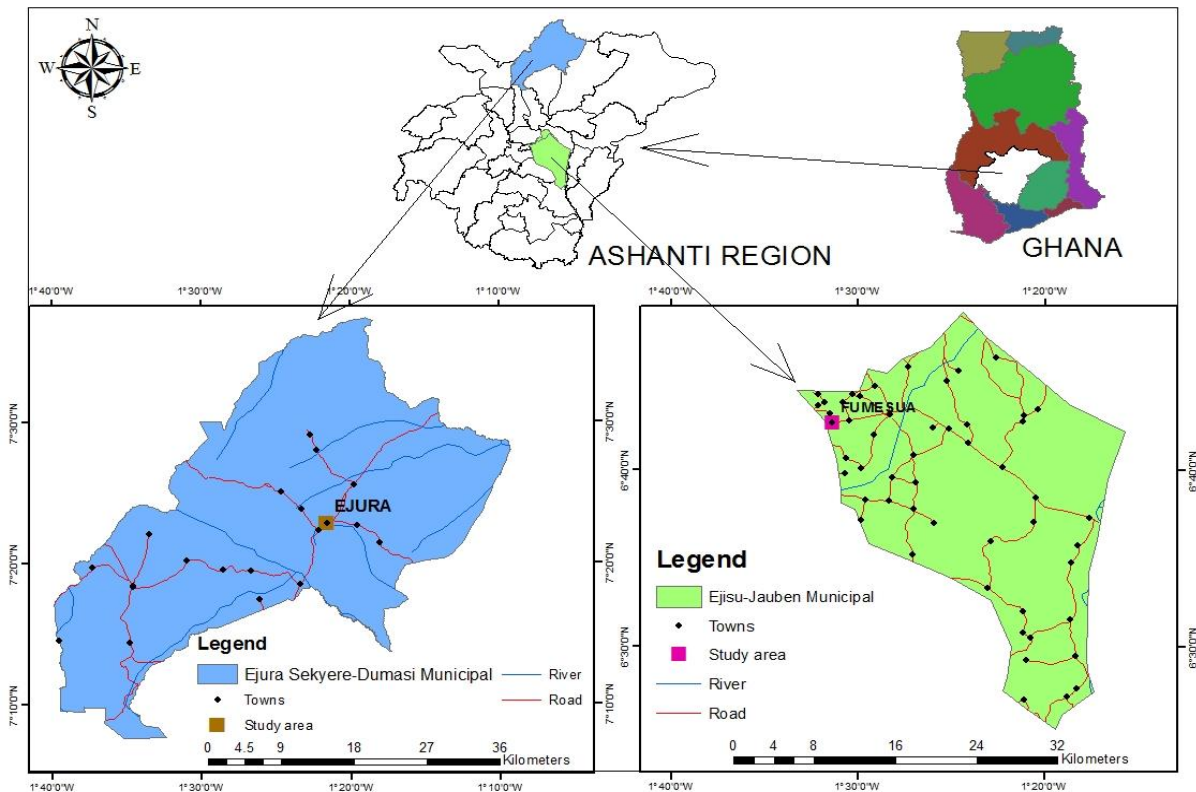 N
W E
S
ASHANTI REGION
GHANA
1°40'0"W 1°30'0"W 1°20'0"W 1°10'0"W
1°40'0"W 1°30'0"W 1°20'0"W
7°30'0"N
7°20'0"N
7°10'0"N
EJURA
Legend
Ejura Sekyere-Dumasi Municipal
Towns
Study area
River
Road
0 4.5 9 18 27 36
Kilometers
7°30'0"N
7°20'0"N
7°10'0"N
1°40'0"W 1°30'0"W 1°20'0"W 1°10'0"W
6°40'0"N
6°30'0"N
FUMESUA
Legend
Ejisu-Jauben Municipal
Towns
Study area
River
Road
0 4 8 16 24 32
Kilometers
6°40'0"N
6°30'0"N
1°40'0"W 1°30'0"W 1°20'0"W